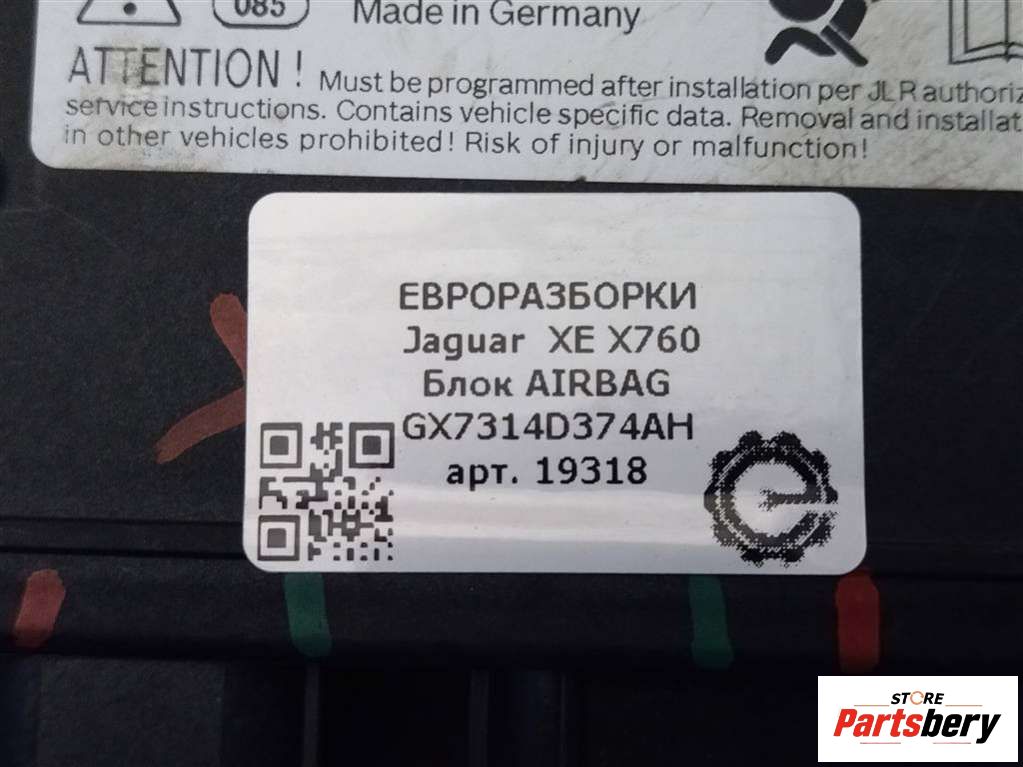 085
Made in Germany
ATTENTION! Must be programmed after installation per JLR authoriz
service instructions. Contains vehicle specific data. Removal and installat
in other vehicles prohibited! Risk of injury or malfunction!
ЕВРОРАЗБОРКИ
Jaguar XE X760
Блок AIRBAG
GX7314D374AH
арт. 19318
STORE
Partsbery